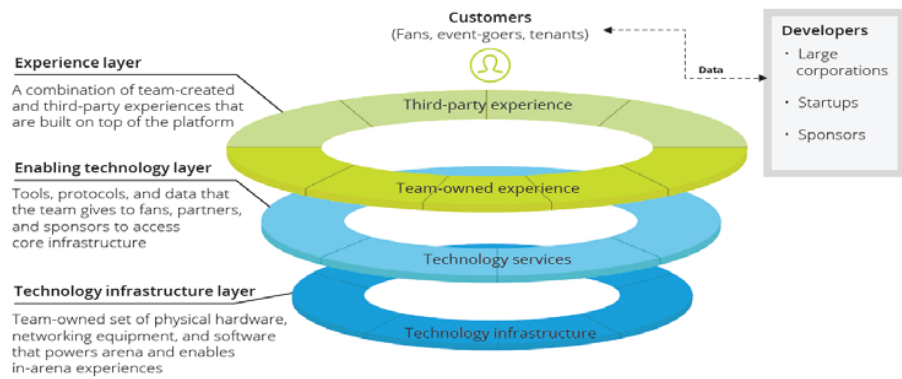 Customers
(Fans, event-goers, tenants)
Developers
· Large
corporations
· Startups
· Sponsors
Data
Experience layer
A combination of team-created
and third-party experiences that
are built on top of the platform
Third-party experience
Team-owned experience
Enabling technology layer
Tools, protocols, and data that
the team gives to fans, partners,
and sponsors to access
core infrastructure
Technology services
Technology infrastructure layer
Team-owned set of physical hardware,
networking equipment, and software
that powers arena and enables
in-arena experiences
Technology infrastructure